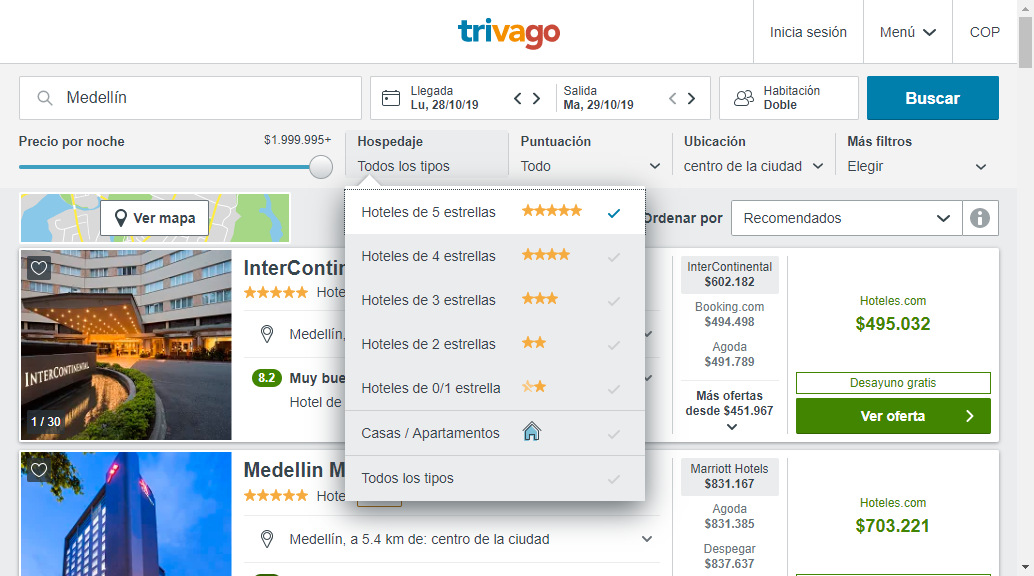 trivago
Inicia sesión
Menú
COP
Medellín
Llegada
Lu, 28/10/19
Salida
Ma, 29/10/19
Habitación
Doble
Buscar
Precio por noche
$1.999.995+
Hospedaje
Todos los tipos
Puntuación
Todo
Ubicación
centro de la ciudad
Más filtros
Elegir
Ver mapa
Hoteles de 5 estrellas
Hoteles de 4 estrellas
Hoteles de 3 estrellas
Hoteles de 2 estrellas
Hoteles de 0/1 estrella
Casas / Apartamentos
Todos los tipos
Ordenar por
Recomendados
INTERCONTINENTAL
1 / 30
InterContin
Hote
Medellín,
8.2 Muy bue
Hotel de
InterContinental
$602.182
Booking.com
$494.498
Agoda
$491.789
Más ofertas
desde $451.967
Hoteles.com
$495.032
Desayuno gratis
Ver oferta
Medellin M
Hote
Medellín, a 5.4 km de: centro de la ciudad
Marriott Hotels
$831.167
Agoda
$831.385
Despegar
$837.637
Hoteles.com
$703.221